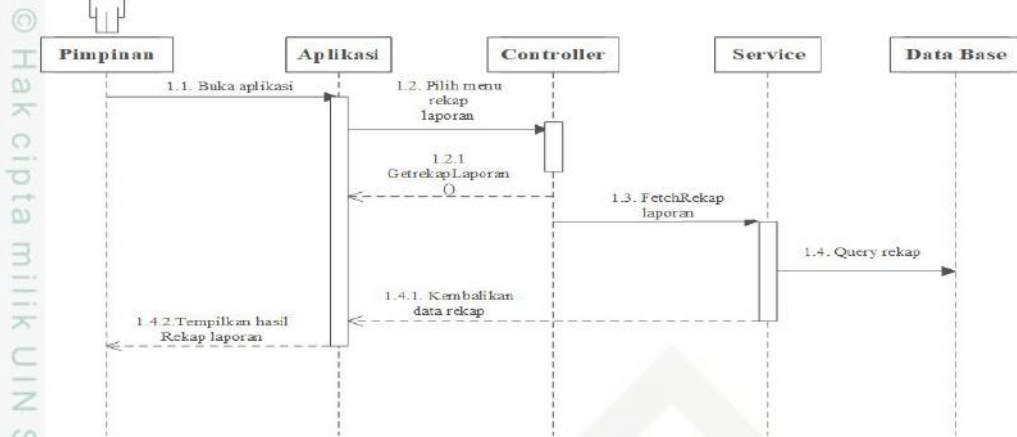 © Hak cipta milik UIN
Pimpinan
Aplikasi
Controller
Service
Data Base
1.1. Buka aplikasi
1.2. Pilih menu
rekap
laporan
1.2.1
GetrekapLaporan
()
1.3. FetchRekap
laporan
1.4. Query rekap
1.4.1. Kembalikan
data rekap
1.4.2.Tempilkan hasil
Rekap laporan